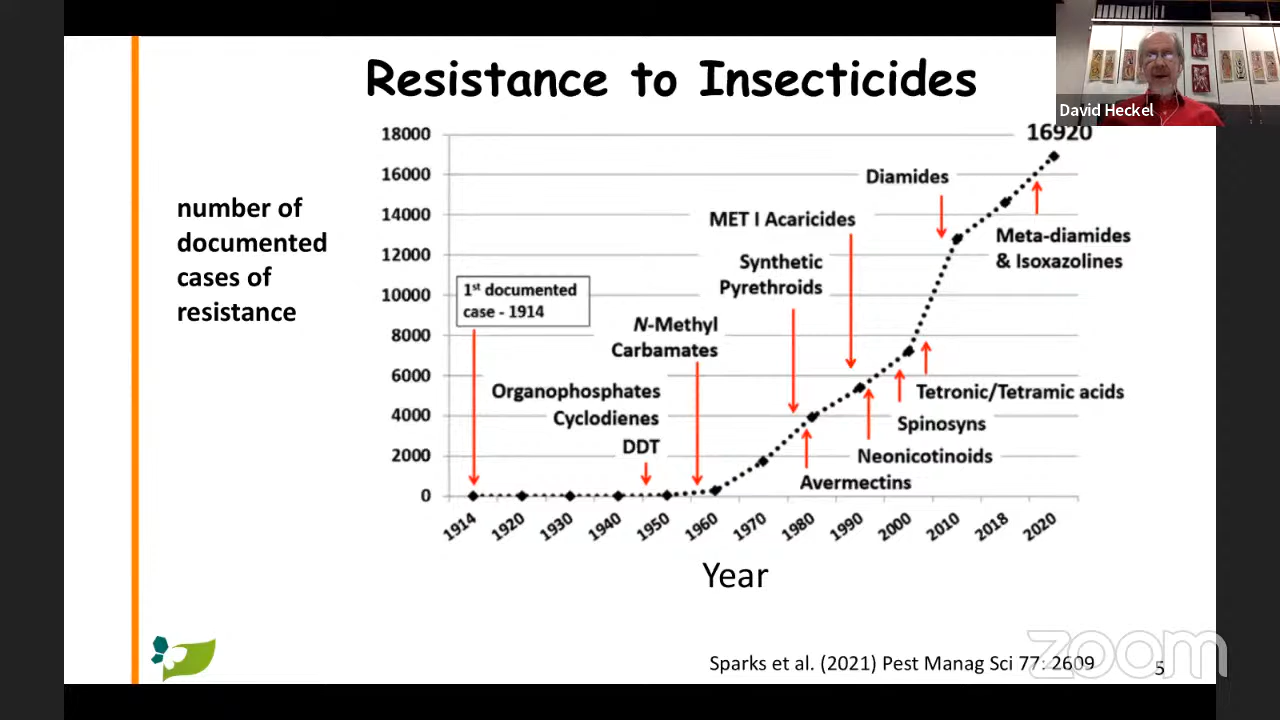 Resistance to Insecticides
David Heckel
number of
documented
cases of
resistance
18000
16000
14000
12000
10000
8000
6000
4000
2000
0
16920
Diamides
MET I Acaricides
Meta-diamides
& Isoxazolines
Synthetic
Pyrethroids
1st documented
case - 1914
N-Methyl
Carbamates
Organophosphates
Cyclodienes
DDT
Tetronic/Tetramic acids
Spinosyns
Neonicotinoids
Avermectins
1914 1920 1930 1940 1950 1960 1970 1980 1990 2000 2010 2018 2020
Year
Sparks et al. (2021) Pest Manag Sci 77: 2609
5
zoom